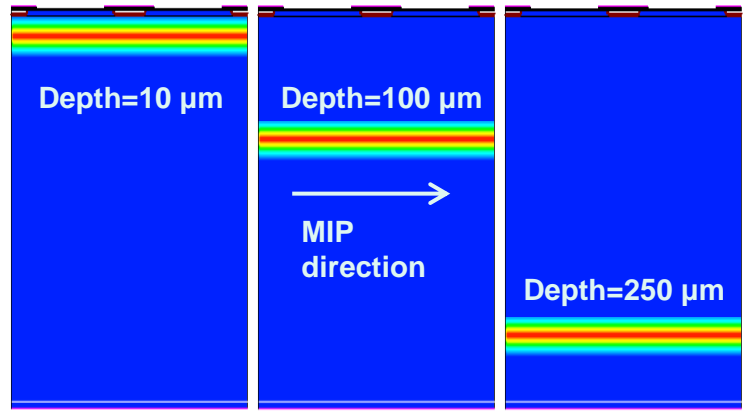 Depth=10 µm
Depth=100 µm
MIP
direction
Depth=250 µm